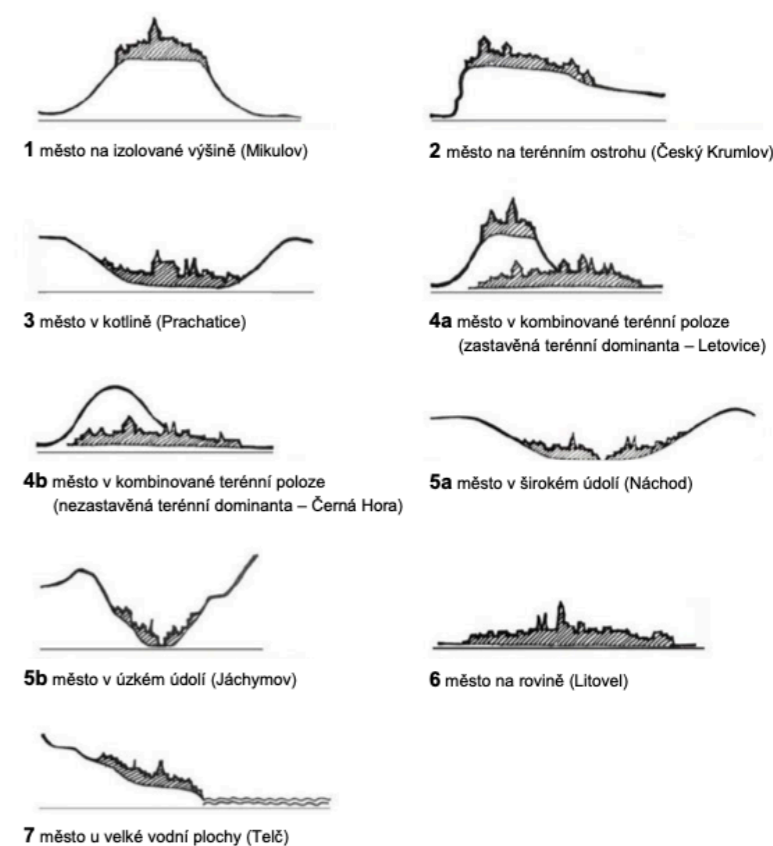 1 město na izolované výšině (Mikulov)
2 město na terénním ostrohu (Český Krumlov)
3 město v kotlině (Prachatice)
4a město v kombinované terénní poloze
(zastavěná terénní dominanta – Letovice)
4b město v kombinované terénní poloze
(nezastavěná terénní dominanta – Černá Hora)
5a město v širokém údolí (Náchod)
5b město v úzkém údolí (Jáchymov)
6 město na rovině (Litovel)
7 město u velké vodní plochy (Telč)